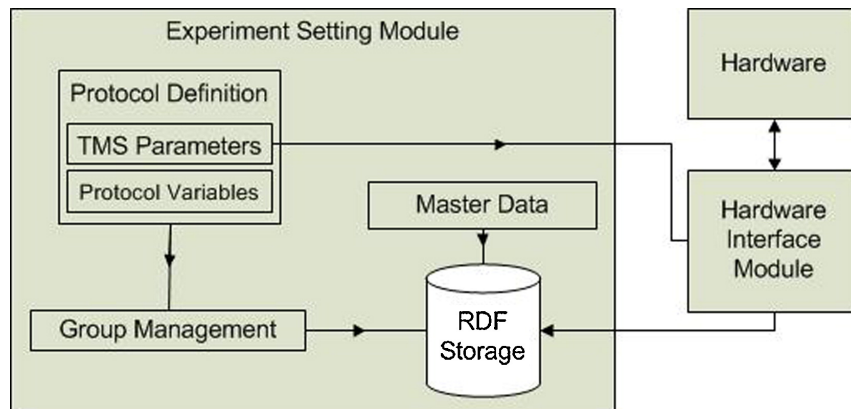 Experiment Setting Module
Protocol Definition
TMS Parameters
Protocol Variables
Master Data
Group Management
RDF
Storage
Hardware
Hardware
Interface
Module